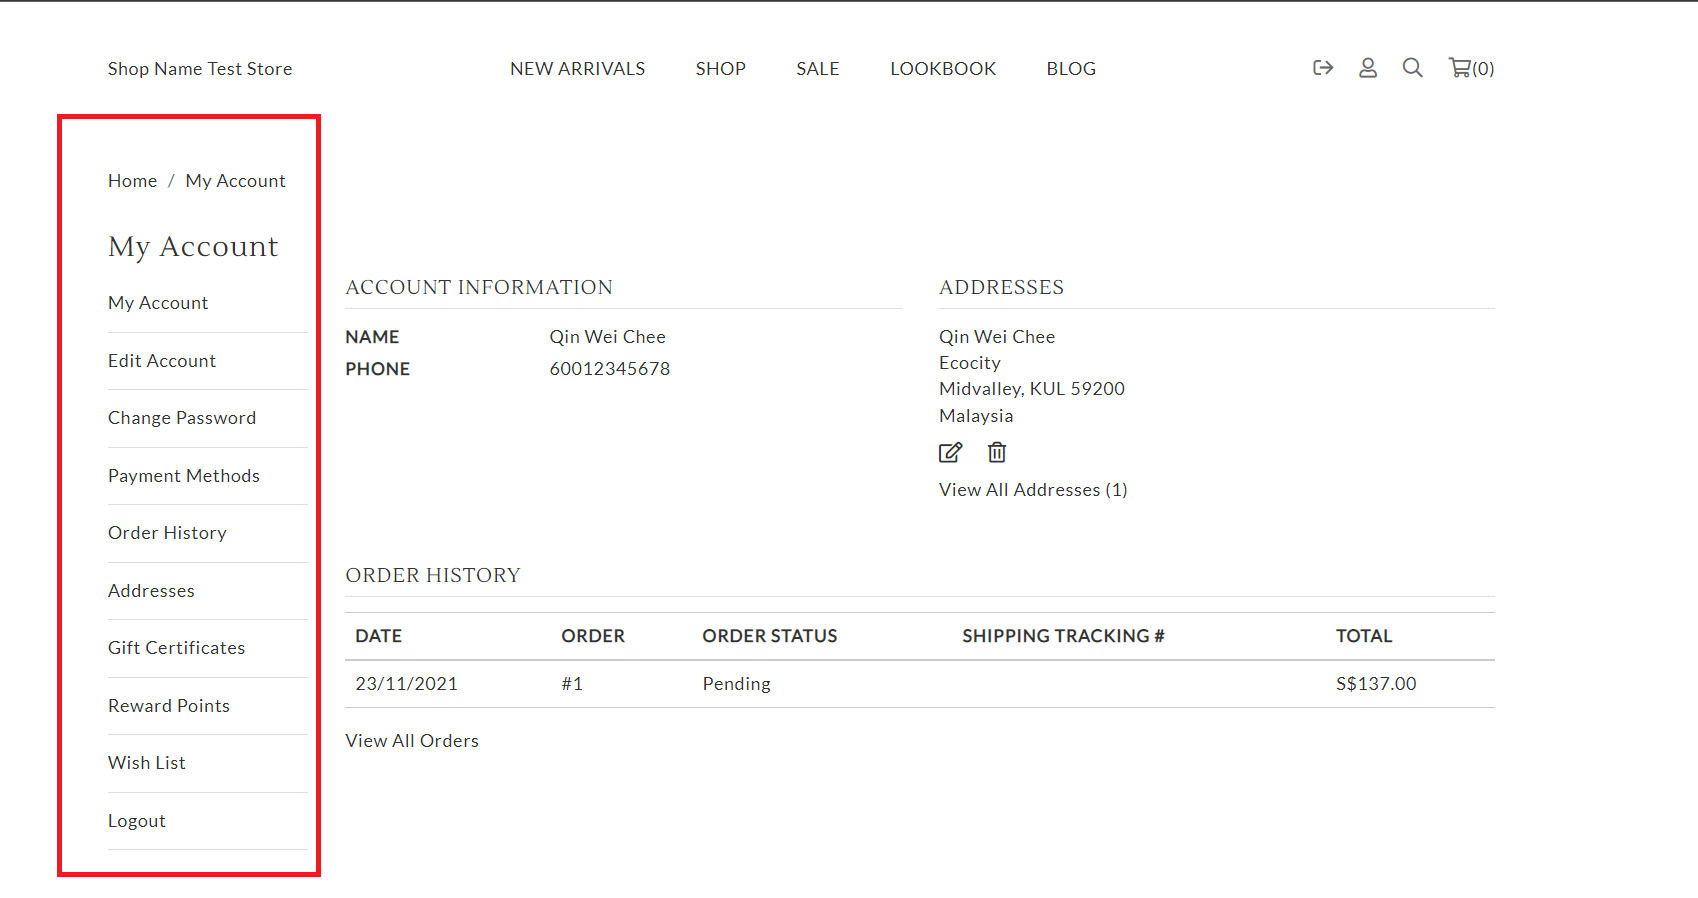 Shop Name Test Store
NEW ARRIVALS SHOP SALE LOOKBOOK BLOG
(0)
Home / My Account
My Account
My Account
Edit Account
Change Password
Payment Methods
Order History
Addresses
Gift Certificates
Reward Points
Wish List
Logout
ACCOUNT INFORMATION
NAME Qin Wei Chee
PHONE 60012345678
ADDRESSES
Qin Wei Chee
Ecocity
Midvalley, KUL 59200
Malaysia
View All Addresses (1)
ORDER HISTORY
DATE ORDER ORDER STATUS SHIPPING TRACKING # TOTAL
23/11/2021 #1 Pending S$137.00
View All Orders